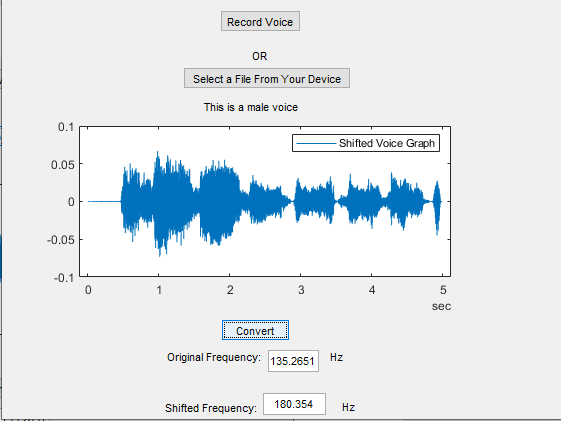 Record Voice
OR
Select a File From Your Device
This is a male voice
Shifted Voice Graph
0.1
0.05
0
-0.05
-0.1
0 1 2 3 4 5
sec
Convert
Original Frequency: 135.2651 Hz
Shifted Frequency: 180.354 Hz